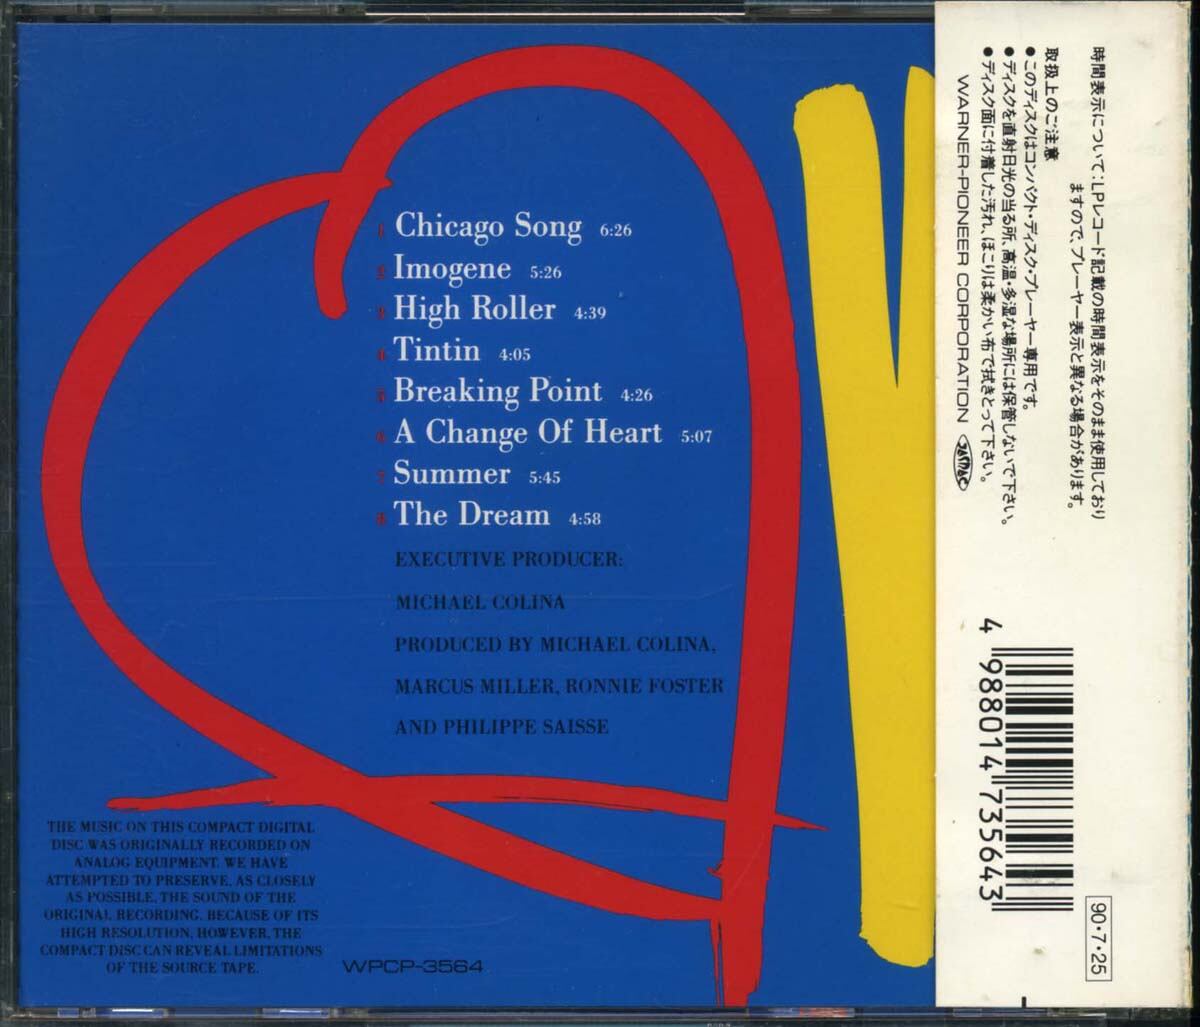 1 Chicago Song 6:26
2 Imogene 5:26
3 High Roller 4:39
4 Tintin 4:05
5 Breaking Point 4:26
6 A Change Of Heart 5:07
7 Summer 5:45
8 The Dream 4:58
EXECUTIVE PRODUCER:
MICHAEL COLINA
PRODUCED BY MICHAEL COLINA,
MARCUS MILLER, RONNIE FOSTER
AND PHILIPPE SAISSE
THE MUSIC ON THIS COMPACT DIGITAL
DISC WAS ORIGINALLY RECORDED ON
ANALOG EQUIPMENT. WE HAVE
ATTEMPTED TO PRESERVE, AS CLOSELY
AS POSSIBLE, THE SOUND OF THE
ORIGINAL RECORDING. BECAUSE OF ITS
HIGH RESOLUTION, HOWEVER, THE
COMPACT DISC CAN REVEAL LIMITATIONS
OF THE SOURCE TAPE.
WPCP-3564
時間表示について:LPレコード記載の時間表示をそのまま使用しており
ますので、プレーヤー表示と異なる場合があります。
取扱上のご注意
●このディスクはコンパクト・ディスク・プレーヤー専用です。
●ディスクを直射日光の当る所、高温・多湿な場所には保管しないで下さい。
●ディスク面に付着した汚れ、ほこりは柔かい布で拭きとって下さい。
WARNER-PIONEER CORPORATION JASRAC
4 988014 735643
90・7・25